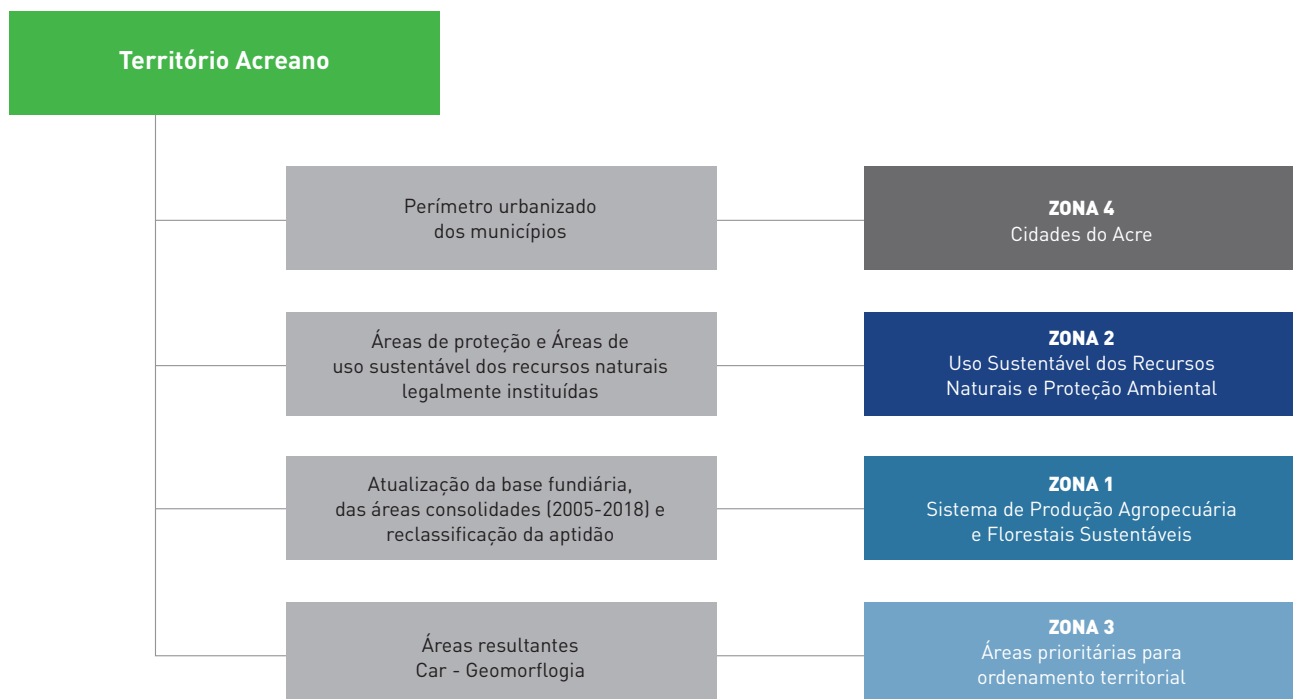 Território Acreano
Perímetro urbanizado
dos municípios
ZONA 4
Cidades do Acre
Áreas de proteção e Áreas de
uso sustentável dos recursos naturais
legalmente instituídas
ZONA 2
Uso Sustentável dos Recursos
Naturais e Proteção Ambiental
Atualização da base fundiária,
das áreas consolidades (2005-2018) e
reclassificação da aptidão
ZONA 1
Sistema de Produção Agropecuária
e Florestais Sustentáveis
Áreas resultantes
Car - Geomorflogia
ZONA 3
Áreas prioritárias para
ordenamento territorial